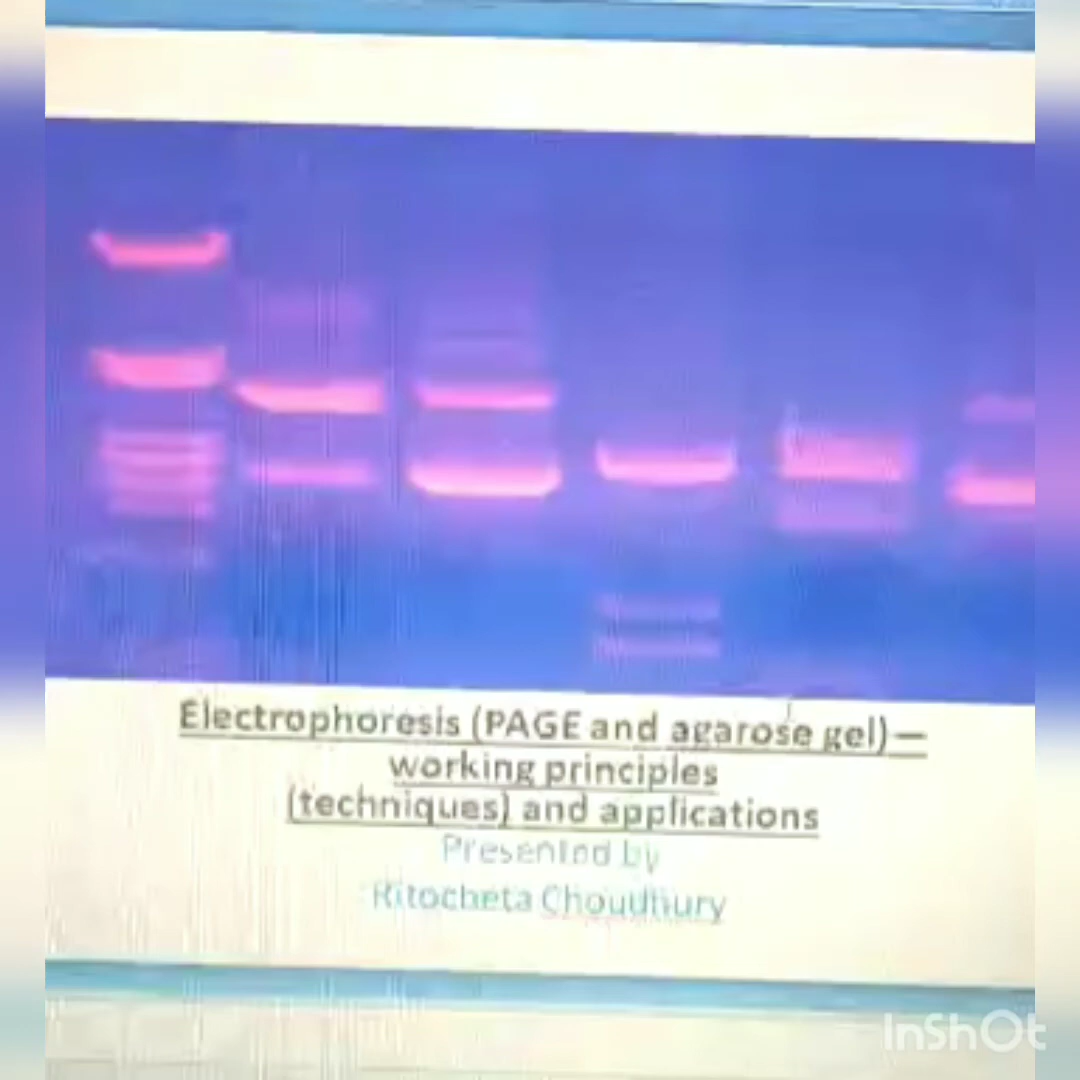 Electrophoresis (PAGE and agarose gel)—
working principles
(techniques) and applications
Presented by
Ritocheta Choudhury
InShOt